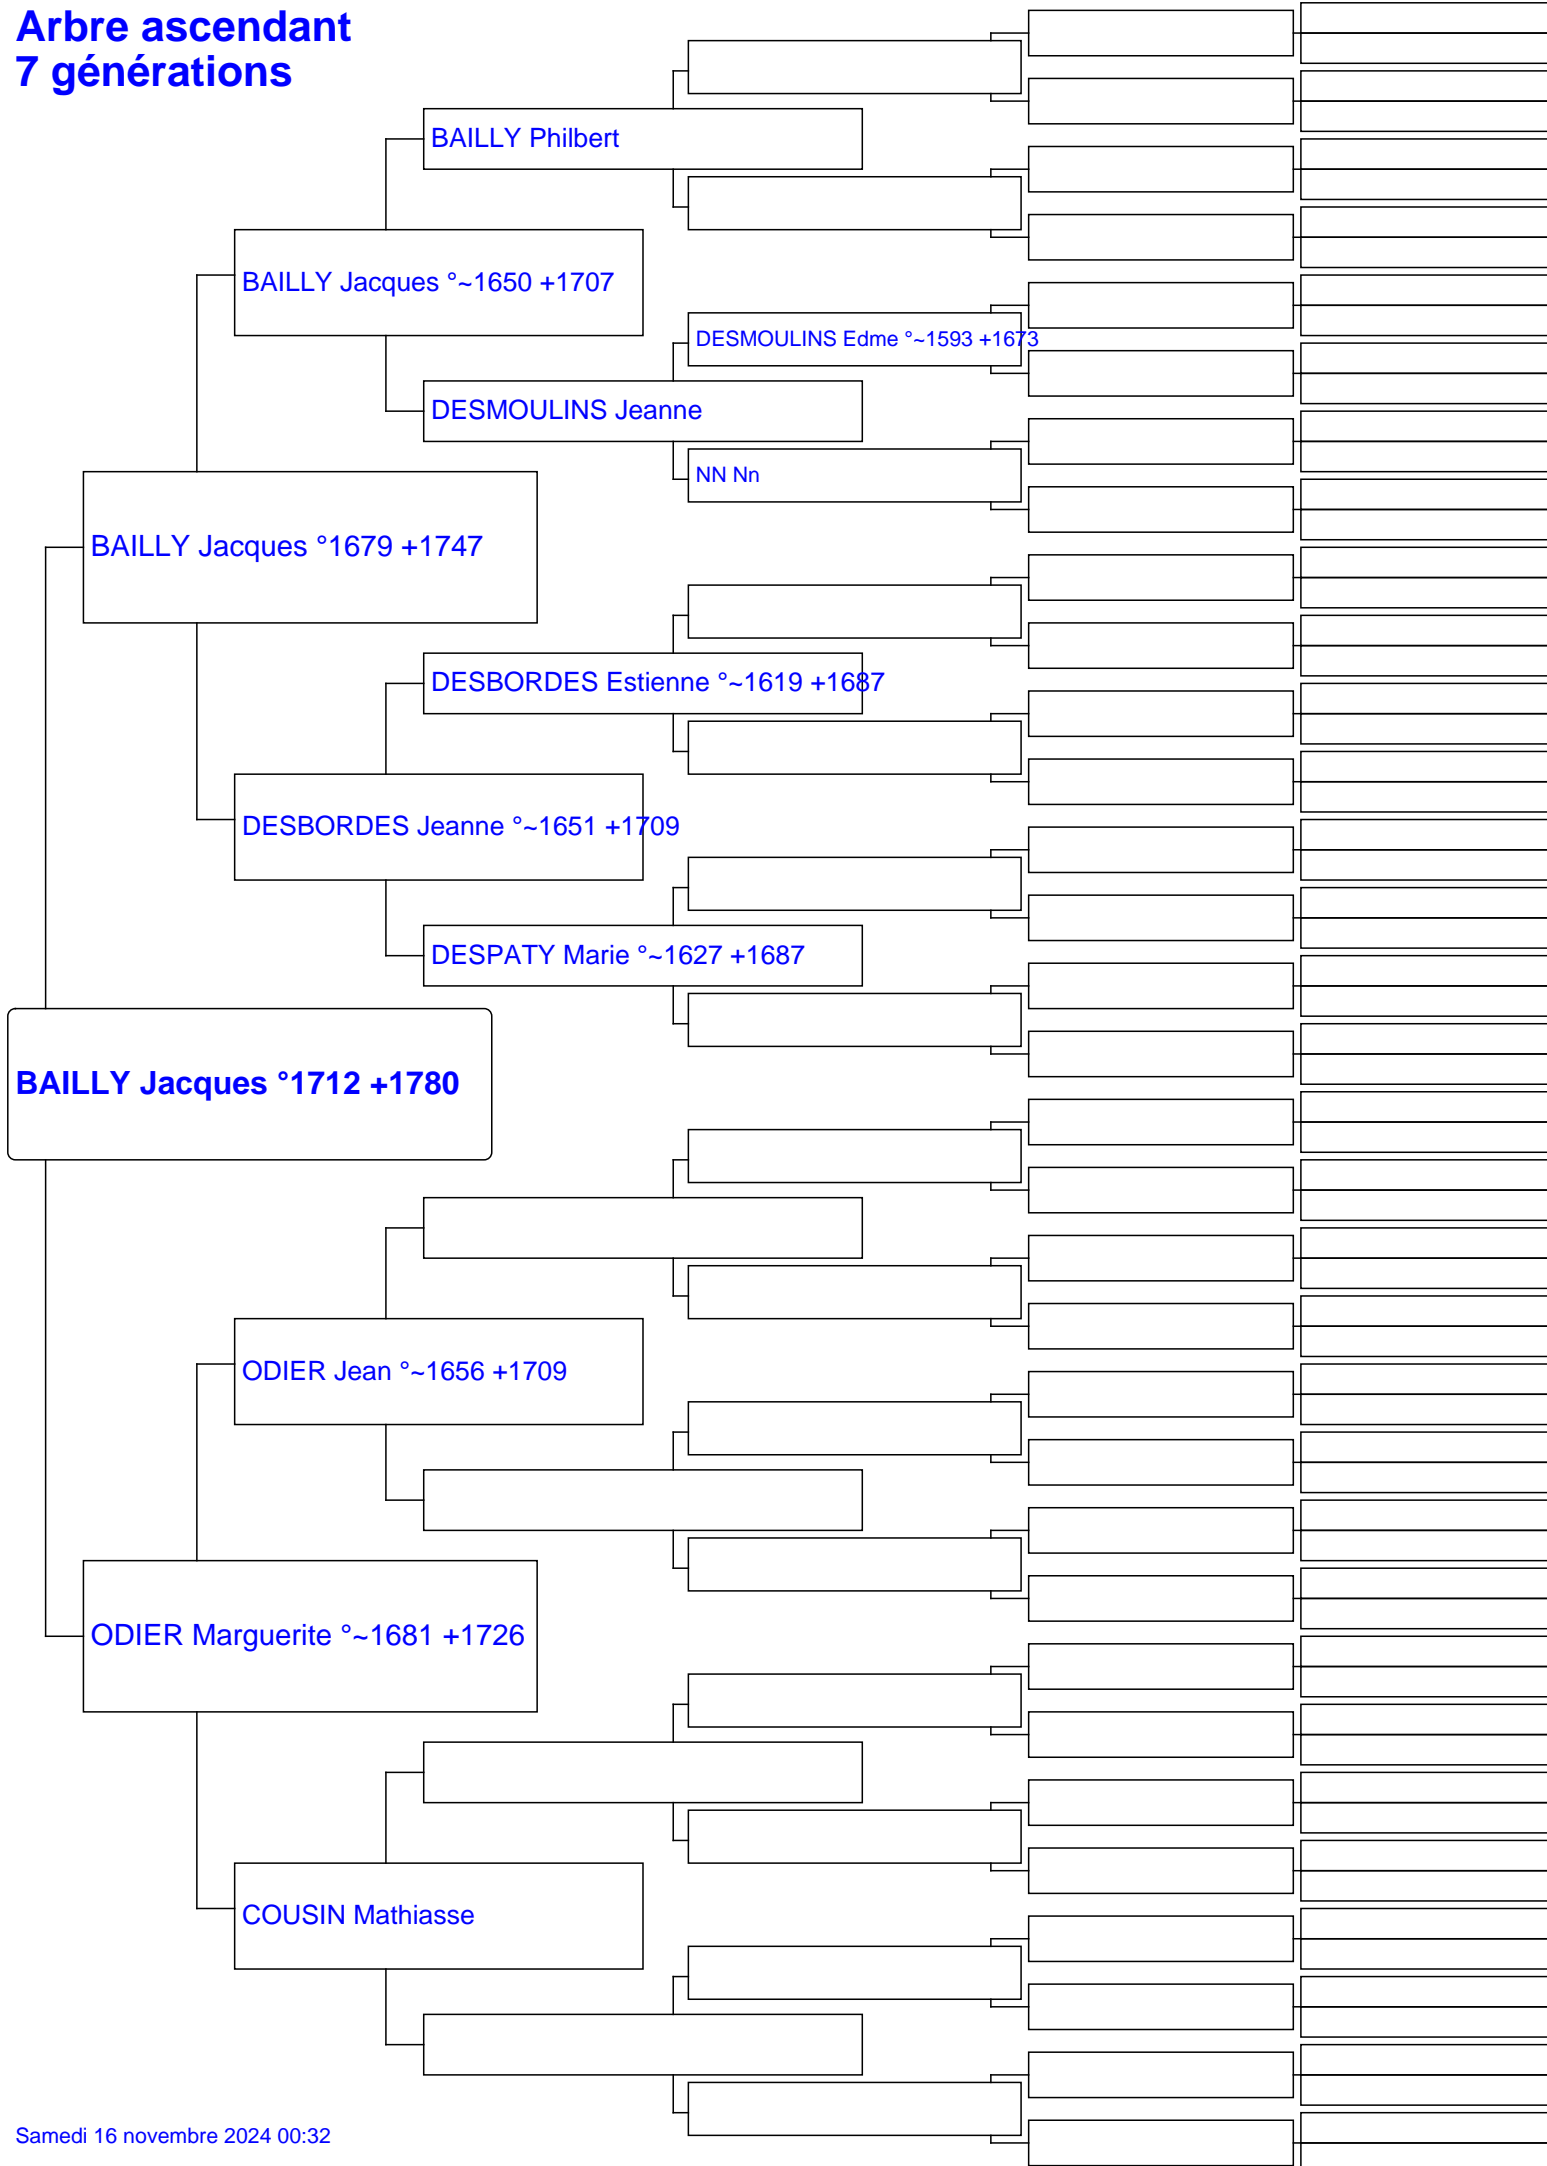 Arbre ascendant
7 générations
BAILLY Philbert
BAILLY Jacques °~1650 +1707
DESMOULINS Edme °~1593 +1673
DESMOULINS Jeanne
NN Nn
BAILLY Jacques °1679 +1747
DESBORDES Estienne °~1619 +1687
DESBORDES Jeanne °~1651 +1709
DESPATY Marie °~1627 +1687
BAILLY Jacques °1712 +1780
ODIER Jean °~1656 +1709
ODIER Marguerite °~1681 +1726
COUSIN Mathiasse
Samedi 16 novembre 2024 00:32